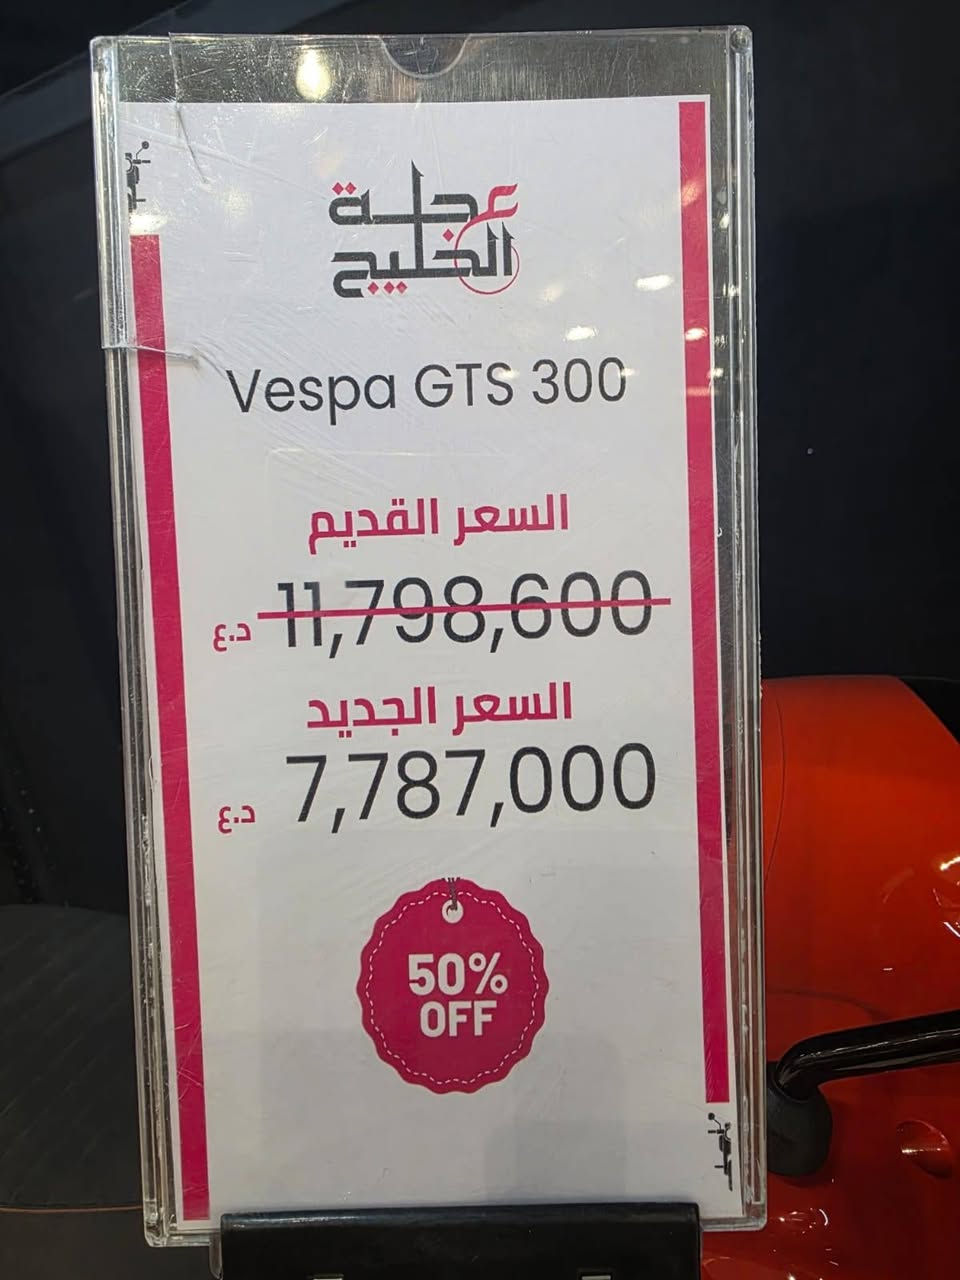 عجلة
الخليج
Vespa GTS 300
السعر القديم
11,798,600 د.ع
السعر الجديد
7,787,000 د.ع
50%
OFF